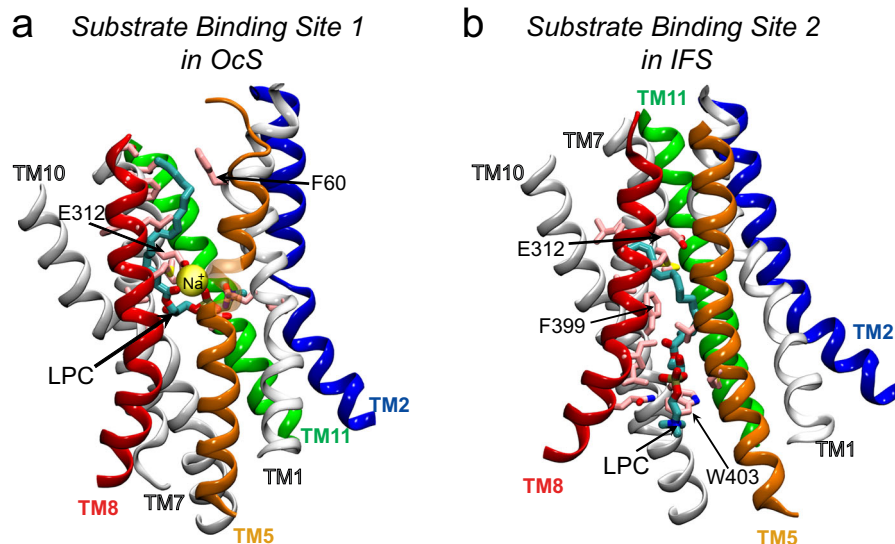 a
Substrate Binding Site 1
in OcS
TM10
E312
F60
Na+
LPC
TM2
TM11
TM1
TM7
TM8
TM5
b
Substrate Binding Site 2
in IFS
TM11
TM7
TM10
E312
F399
TM2
TM1
LPC
W403
TM8
TM5